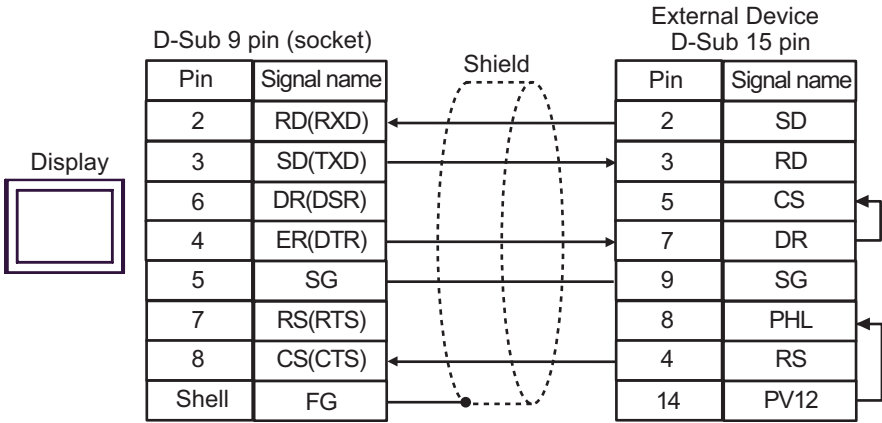 External Device
D-Sub 9 pin (socket)
D-Sub 15 pin
Shield
Pin Signal name Pin Signal name
2 RD(RXD) 2 SD
Display
3 SD(TXD) 3 RD
6 DR(DSR) 5 CS
4 ER(DTR) 7 DR
5 SG 9 SG
7 RS(RTS) 8 PHL
8 CS(CTS) 4 RS
Shell FG 14 PV12